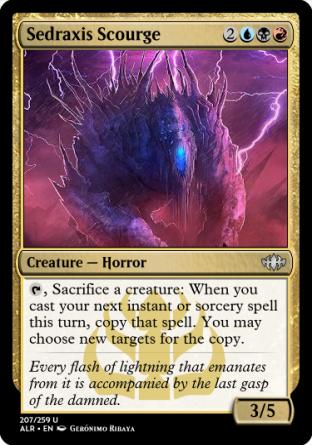 Sedraxis Scourge 2
Creature — Horror
, Sacrifice a creature: When you
cast your next instant or sorcery spell
this turn, copy that spell. You may
choose new targets for the copy.
Every flash of lightning that emanates
from it is accompanied by the last gasp
of the damned.
3/5
207/259 U
ALR • EN GERÓNIMO RIBAYA